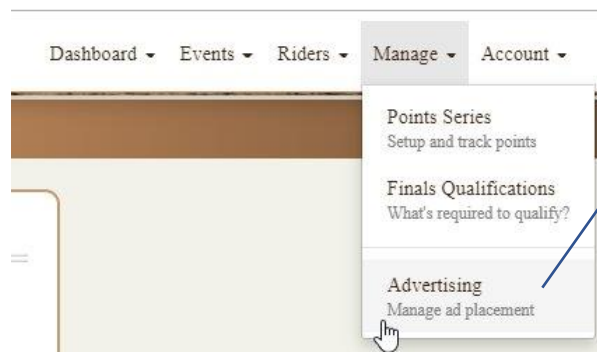 Dashboard Events Riders Manage Account
Points Series
Setup and track points
Finals Qualifications
What's required to qualify?
Advertising
Manage ad placement